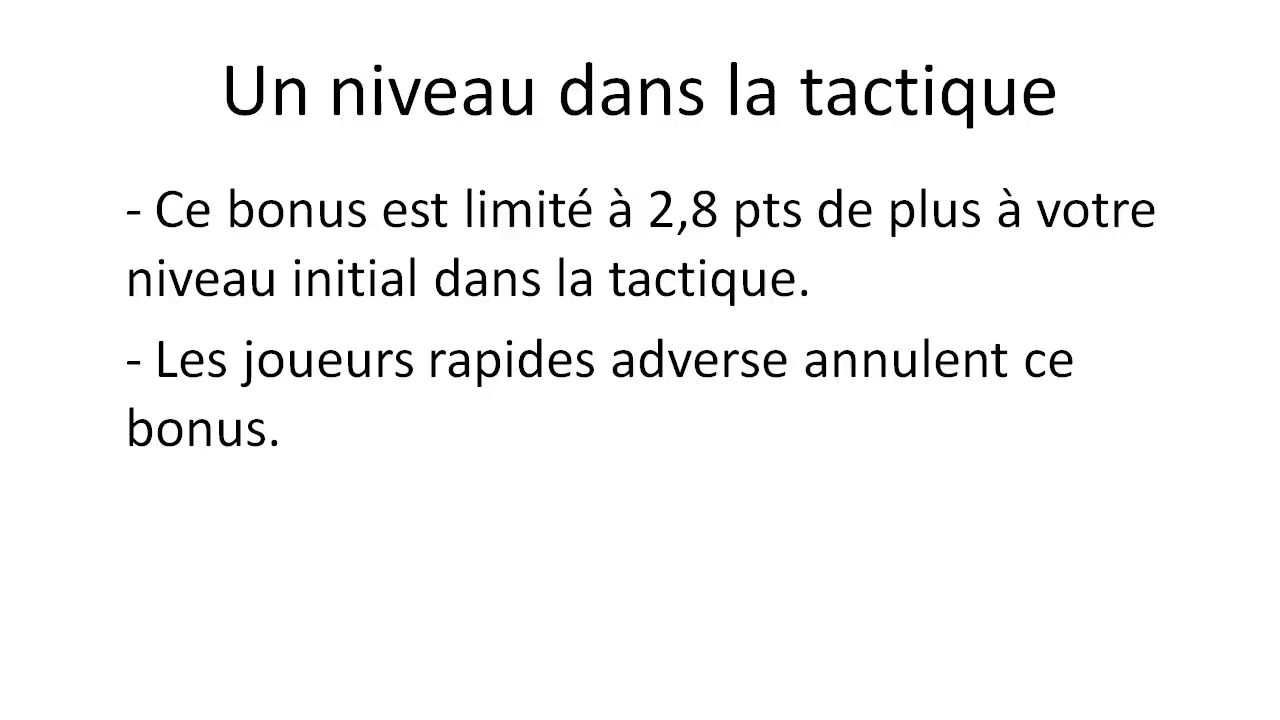 Un niveau dans la tactique
- Ce bonus est limité à 2,8 pts de plus à votre
niveau initial dans la tactique.
- Les joueurs rapides adverse annulent ce
bonus.